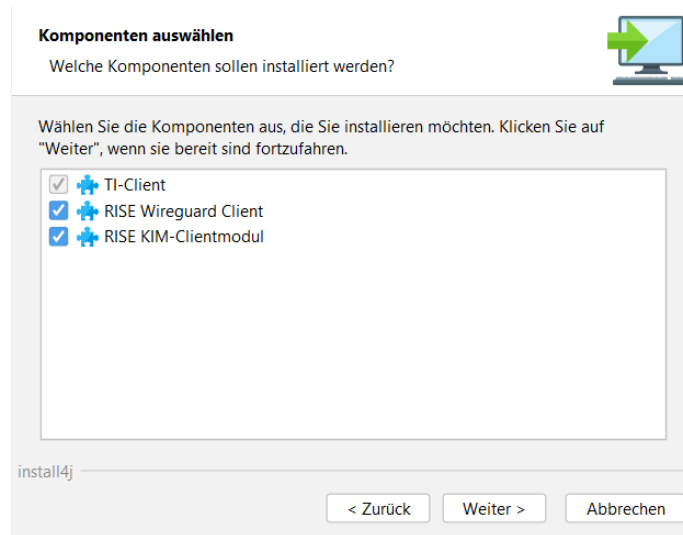 Komponenten auswählen
Welche Komponenten sollen installiert werden?
Wählen Sie die Komponenten aus, die Sie installieren möchten. Klicken Sie auf
"Weiter", wenn sie bereit sind fortzufahren.
TI-Client
RISE Wireguard Client
RISE KIM-Clientmodul
install4j
< Zurück Weiter > Abbrechen